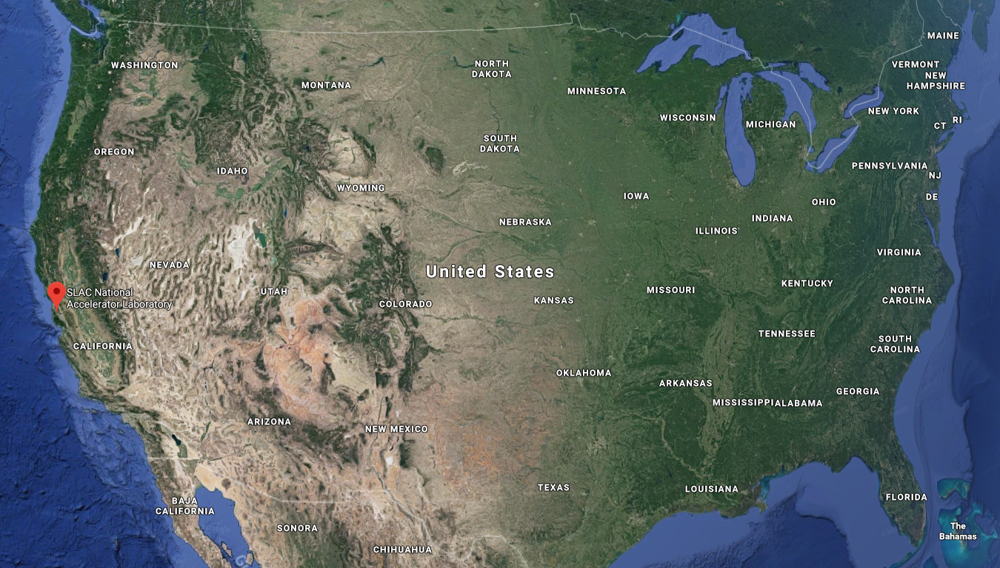 MAINE
WASHINGTON
NORTH
DAKOTA
VERMONT
NEW
HAMPSHIRE
MONTANA
MINNESOTA
NEW YORK
RI
WISCONSIN
MICHIGAN
CT
SOUTH
DAKOTA
OREGON
IDAHO
PENNSYLVANIA
NJ
WYOMING
IOWA
OHIO
DE
NEBRASKA
INDIANA
ILLINOIS
VIRGINIA
NEVADA
United States
KENTUCKY
UTAH
MISSOURI
NORTH
CAROLINA
SLAC National
Accelerator Laboratory
COLORADO
KANSAS
TENNESSEE
CALIFORNIA
SOUTH
CAROLINA
OKLAHOMA
ARKANSAS
GEORGIA
MISSISSIPPI
ALABAMA
ARIZONA
NEW MEXICO
TEXAS
LOUISIANA
FLORIDA
BAJA
CALIFORNIA
SONORA
The
Bahamas
CHIHUAHUA